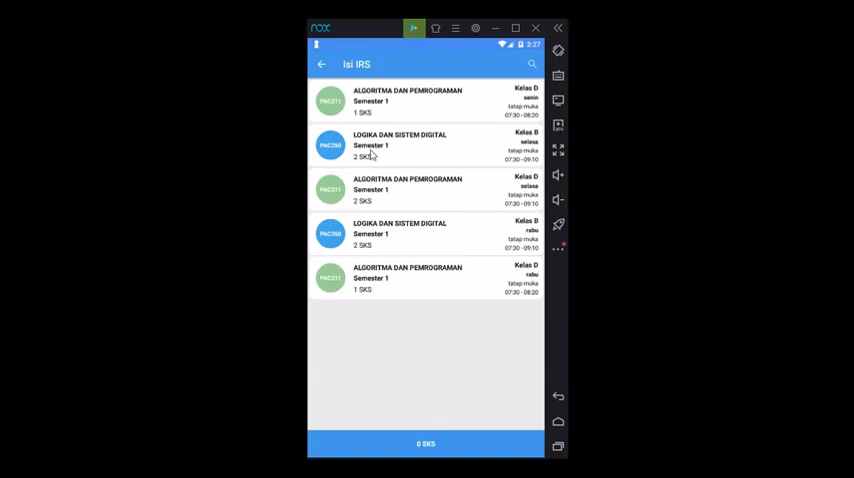 nox
3:27
Isi IRS
PAC211
ALGORITMA DAN PEMROGRAMAN
Semester 1
1 SKS
Kelas D
senin
tatap muka
07:30 - 08:20
PAC260
LOGIKA DAN SISTEM DIGITAL
Semester 1
2 SKS
Kelas B
selasa
tatap muka
07:30 - 09:10
PAC211
ALGORITMA DAN PEMROGRAMAN
Semester 1
2 SKS
Kelas D
selasa
tatap muka
07:30 - 09:10
PAC260
LOGIKA DAN SISTEM DIGITAL
Semester 1
2 SKS
Kelas B
rabu
tatap muka
07:30 - 09:10
PAC211
ALGORITMA DAN PEMROGRAMAN
Semester 1
1 SKS
Kelas D
rabu
tatap muka
07:30 - 08:20
0 SKS